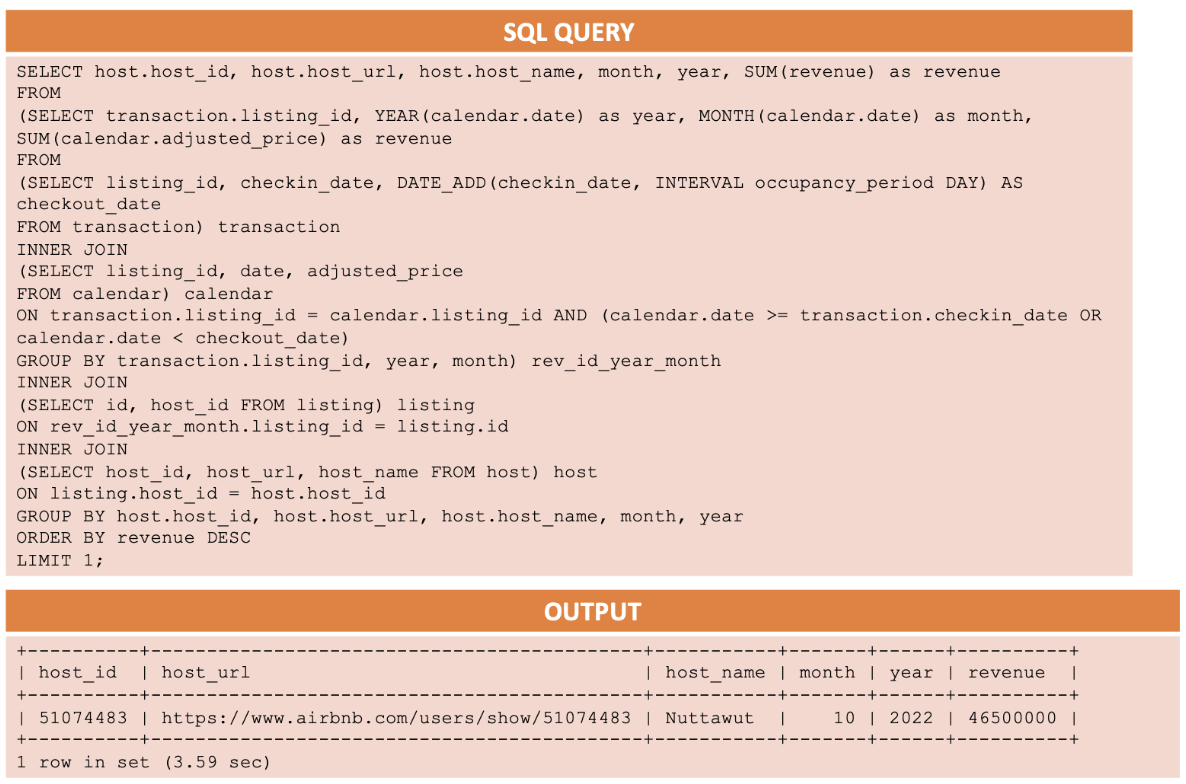 SQL QUERY
SELECT host.host_id, host.host_url, host.host_name, month, year, SUM(revenue) as revenue
FROM
(SELECT transaction.listing_id, YEAR(calendar.date) as year, MONTH(calendar.date) as month,
SUM(calendar.adjusted_price) as revenue
FROM
(SELECT listing_id, checkin_date, DATE_ADD(checkin_date, INTERVAL occupancy_period DAY) AS
checkout_date
FROM transaction) transaction
INNER JOIN
(SELECT listing_id, date, adjusted_price
FROM calendar) calendar
ON transaction.listing_id = calendar.listing_id AND (calendar.date >= transaction.checkin_date OR
calendar.date < checkout_date)
GROUP BY transaction.listing_id, year, month) rev_id_year_month
INNER JOIN
(SELECT id, host_id FROM listing) listing
ON rev_id_year_month.listing_id = listing.id
INNER JOIN
(SELECT host_id, host_url, host_name FROM host) host
ON listing.host_id = host.host_id
GROUP BY host.host_id, host.host_url, host.host_name, month, year
ORDER BY revenue DESC
LIMIT 1;
OUTPUT
+----------+---------------------------------------------+-----------+-------+------+----------+
| host_id | host_url | host_name | month | year | revenue |
+----------+---------------------------------------------+-----------+-------+------+----------+
| 51074483 | https://www.airbnb.com/users/show/51074483 | Nuttawut | 10 | 2022 | 46500000 |
+----------+---------------------------------------------+-----------+-------+------+----------+
1 row in set (3.59 sec)